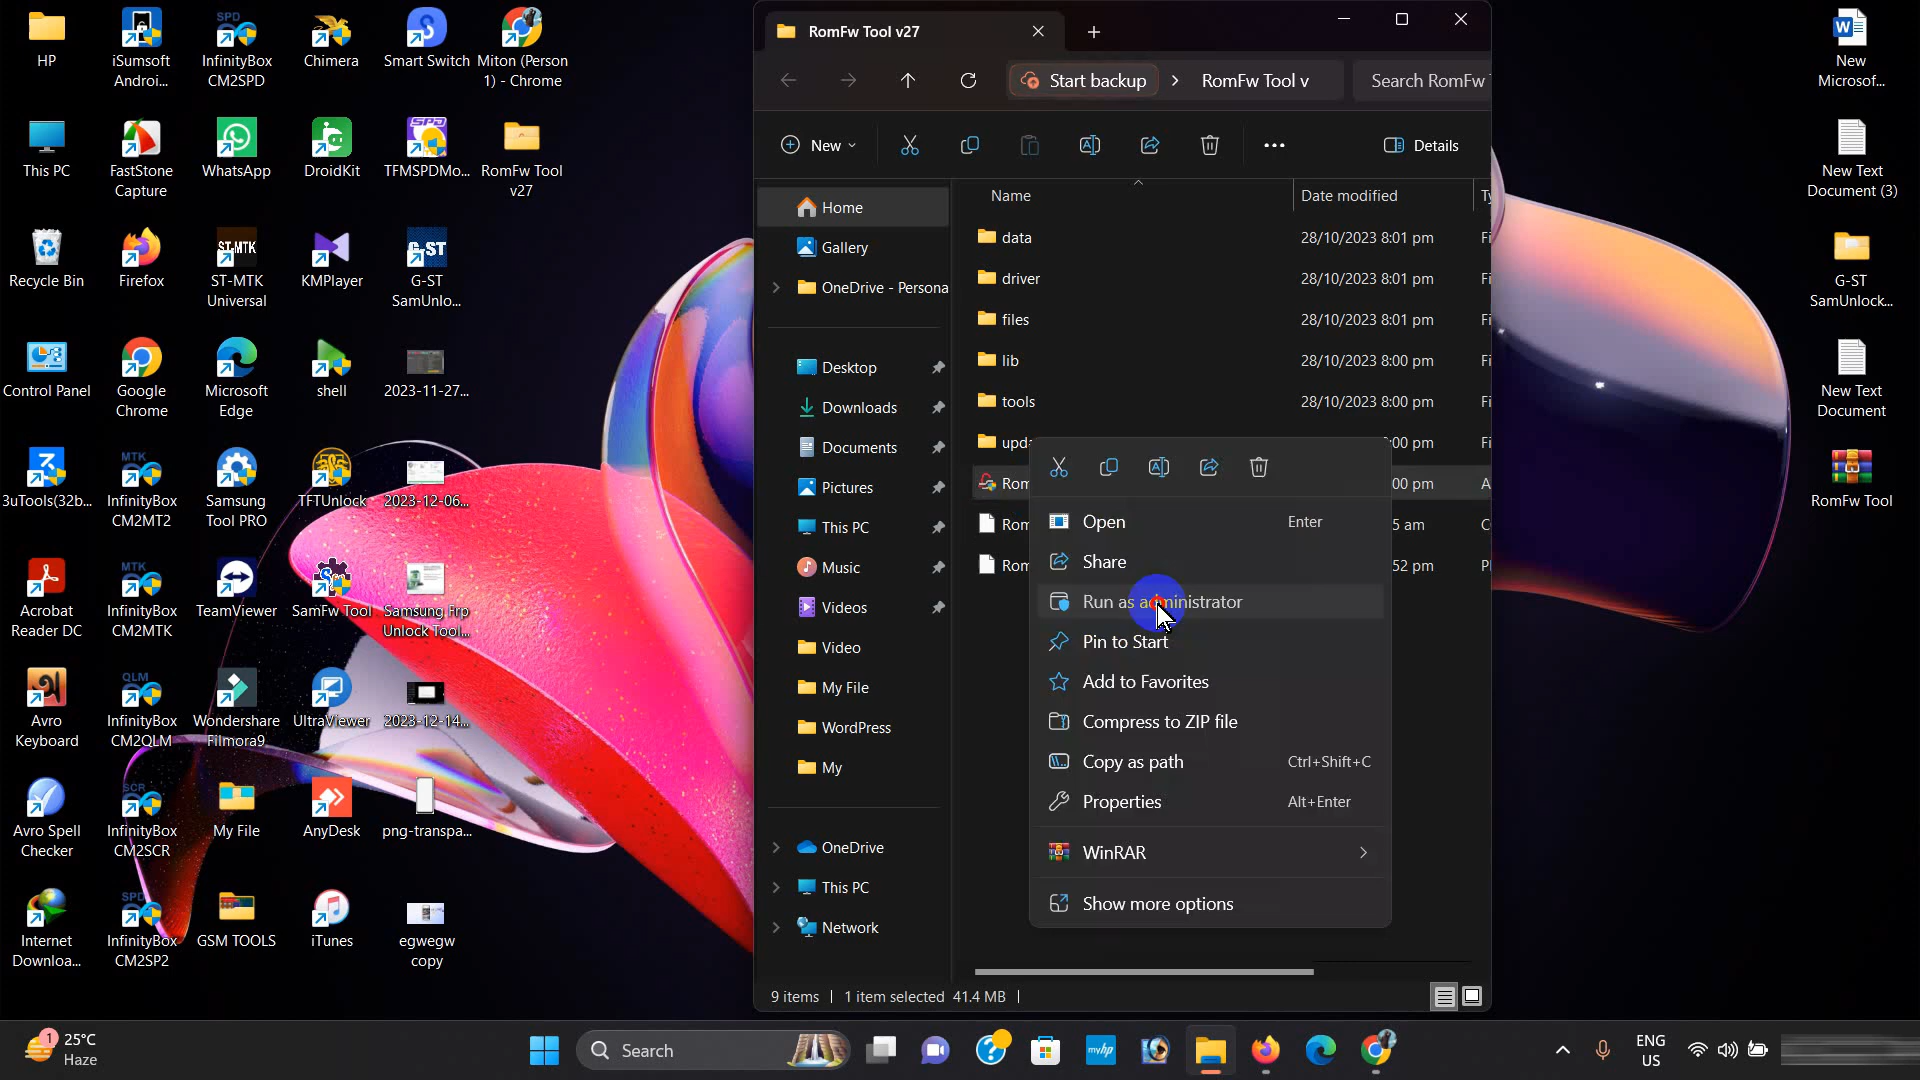 HP
iSumsoft
Androi...
InfinityBox
CM2SPD
Chimera
Smart Switch
Miton (Person
1) - Chrome
This PC
FastStone
Capture
WhatsApp
DroidKit
TFMSPDMo...
RomFw Tool
v27
Recycle Bin
Firefox
ST-MTK
Universal
KMPlayer
G-ST
SamUnlo...
Control Panel
Google
Chrome
Microsoft
Edge
shell
2023-11-27...
3uTools(32b...
InfinityBox
CM2MT2
Samsung
Tool PRO
TFTUnlock
2023-12-06...
Acrobat
Reader DC
InfinityBox
CM2MTK
TeamViewer
SamFw Tool
Samsung Frp
Unlock Tool...
Avro
Keyboard
InfinityBox
CM2QLM
Wondershare
Filmora9
UltraViewer
2023-12-14...
Avro Spell
Checker
InfinityBox
CM2SCR
My File
AnyDesk
png-transpa...
Internet
Downloa...
InfinityBox
CM2SP2
GSM TOOLS
iTunes
egwegw
copy
RomFw Tool v27
Start backup
RomFw Tool v
Search RomFw
New
Details
Name
Date modified
Home
Gallery
OneDrive - Persona
Desktop
Downloads
Documents
Pictures
This PC
Music
Videos
Video
My File
WordPress
My
OneDrive
This PC
Network
data 28/10/2023 8:01 pm Fi
driver 28/10/2023 8:01 pm Fi
files 28/10/2023 8:01 pm Fi
lib 28/10/2023 8:00 pm Fi
tools 28/10/2023 8:00 pm Fi
upd :00 pm Fi
Rom 00 pm A
Rom 5 am C
Rom 52 pm
Open Enter
Share
Run as administrator
Pin to Start
Add to Favorites
Compress to ZIP file
Copy as path Ctrl+Shift+C
Properties Alt+Enter
WinRAR
Show more options
9 items 1 item selected 41.4 MB
New
Microsof...
New Text
Document (3)
G-ST
SamUnlock...
New Text
Document
RomFw Tool
1
25°C
Haze
Search
myhp
ENG
US